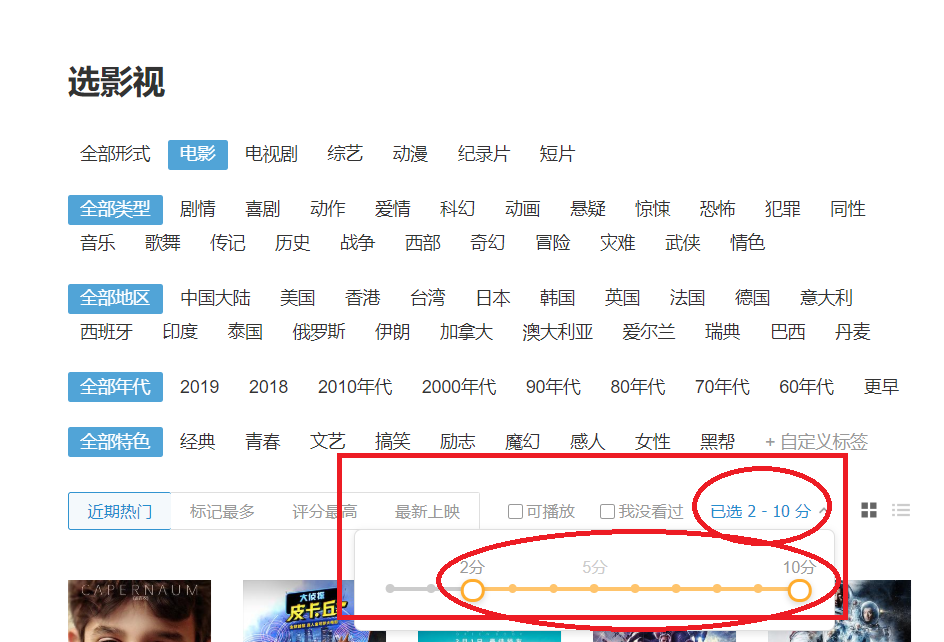 选影视
全部形式 电影 电视剧 综艺 动漫 纪录片 短片
全部类型 剧情 喜剧 动作 爱情 科幻 动画 悬疑 惊悚 恐怖 犯罪 同性
音乐 歌舞 传记 历史 战争 西部 奇幻 冒险 灾难 武侠 情色
全部地区 中国大陆 美国 香港 台湾 日本 韩国 英国 法国 德国 意大利
西班牙 印度 泰国 俄罗斯 伊朗 加拿大 澳大利亚 爱尔兰 瑞典 巴西 丹麦
全部年代 2019 2018 2010年代 2000年代 90年代 80年代 70年代 60年代 更早
全部特色 经典 青春 文艺 搞笑 励志 魔幻 感人 女性 黑帮 + 自定义标签
近期热门 标记最多 评分最高 最新上映 可播放 我没看过 已选 2 - 10 分
2分 5分 10分
CAPERNAUM
大侦探
皮卡丘